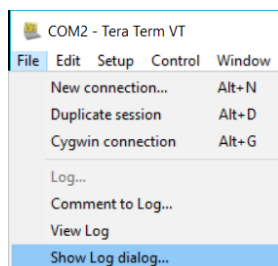 COM2 - Tera Term VT
File Edit Setup Control Window
New connection... Alt+N
Duplicate session Alt+D
Cygwin connection Alt+G
Log...
Comment to Log...
View Log
Show Log dialog...